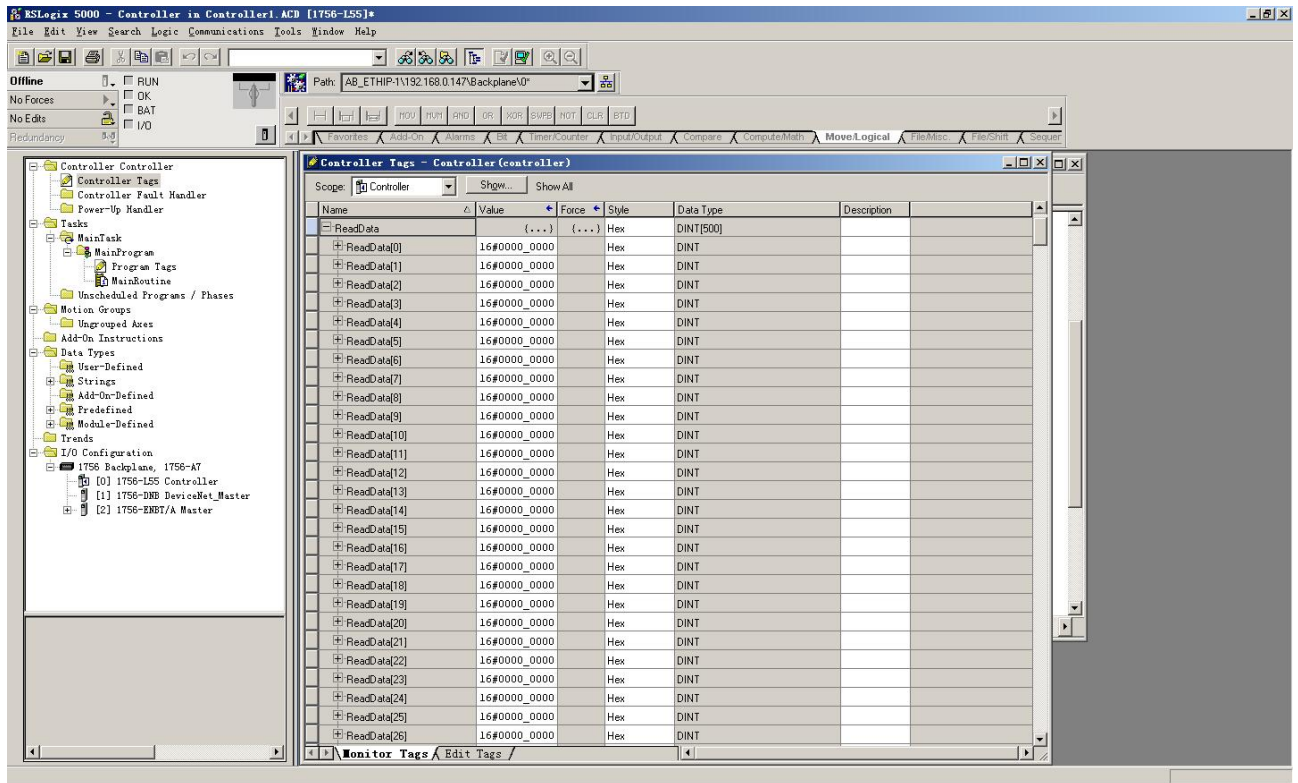 RSLogix 5000 - Controller in Controller1.ACD [1756-L55]*
File Edit View Search Logic Communications Tools Window Help
Offline
RUN
No Forces
OK
BAT
No Edits
I/O
Redundancy
Path: AB_ETHIP-1\192.168.0.147\Backplane\0*
MOV MVM AND OR XOR SWPB NOT CLR BTD
Favorites Add-On Alarms Bit Timer/Counter Input/Output Compare Compute/Math Move/Logical File/Misc. File/Shift Sequer
Controller Controller
Controller Tags
Controller Fault Handler
Power-Up Handler
Tasks
MainTask
MainProgram
Program Tags
MainRoutine
Unscheduled Programs / Phases
Motion Groups
Ungrouped Axes
Add-On Instructions
Data Types
User-Defined
Strings
Add-On-Defined
Predefined
Module-Defined
Trends
I/O Configuration
1756 Backplane, 1756-A7
[0] 1756-L55 Controller
[1] 1756-DNB DeviceNet_Master
[2] 1756-ENBT/A Master
Controller Tags - Controller(controller)
Scope: Controller Show... Show All
Name Value Force Style Data Type Description
ReadData {...} {...} Hex DINT[500]
ReadData[0] 16#0000_0000 Hex DINT
ReadData[1] 16#0000_0000 Hex DINT
ReadData[2] 16#0000_0000 Hex DINT
ReadData[3] 16#0000_0000 Hex DINT
ReadData[4] 16#0000_0000 Hex DINT
ReadData[5] 16#0000_0000 Hex DINT
ReadData[6] 16#0000_0000 Hex DINT
ReadData[7] 16#0000_0000 Hex DINT
ReadData[8] 16#0000_0000 Hex DINT
ReadData[9] 16#0000_0000 Hex DINT
ReadData[10] 16#0000_0000 Hex DINT
ReadData[11] 16#0000_0000 Hex DINT
ReadData[12] 16#0000_0000 Hex DINT
ReadData[13] 16#0000_0000 Hex DINT
ReadData[14] 16#0000_0000 Hex DINT
ReadData[15] 16#0000_0000 Hex DINT
ReadData[16] 16#0000_0000 Hex DINT
ReadData[17] 16#0000_0000 Hex DINT
ReadData[18] 16#0000_0000 Hex DINT
ReadData[19] 16#0000_0000 Hex DINT
ReadData[20] 16#0000_0000 Hex DINT
ReadData[21] 16#0000_0000 Hex DINT
ReadData[22] 16#0000_0000 Hex DINT
ReadData[23] 16#0000_0000 Hex DINT
ReadData[24] 16#0000_0000 Hex DINT
ReadData[25] 16#0000_0000 Hex DINT
ReadData[26] 16#0000_0000 Hex DINT
Monitor Tags Edit Tags